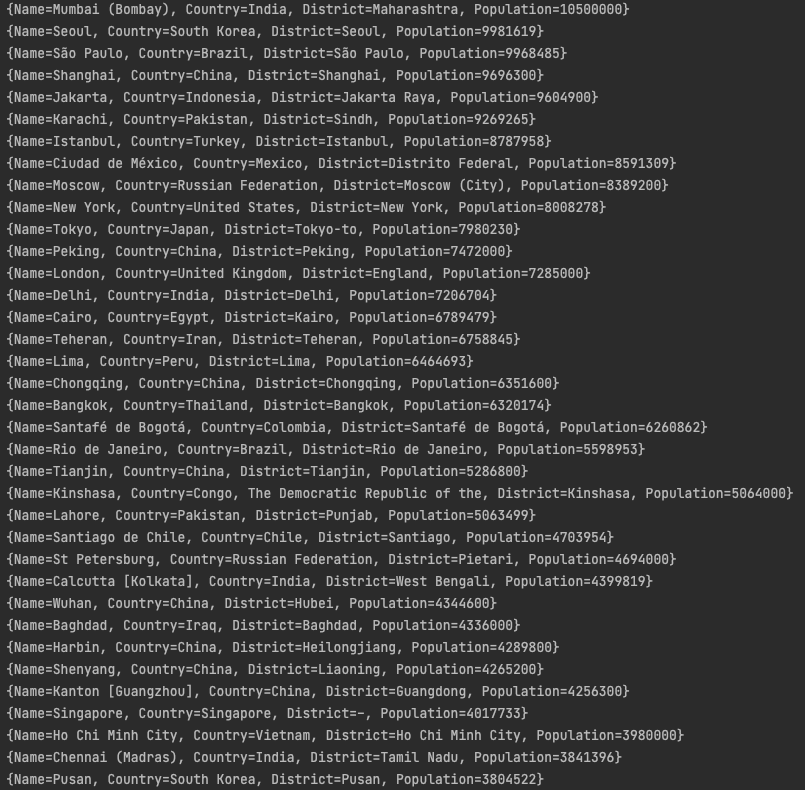 {Name=Mumbai (Bombay), Country=India, District=Maharashtra, Population=10500000}
{Name=Seoul, Country=South Korea, District=Seoul, Population=9981619}
{Name=São Paulo, Country=Brazil, District=São Paulo, Population=9968485}
{Name=Shanghai, Country=China, District=Shanghai, Population=9696300}
{Name=Jakarta, Country=Indonesia, District=Jakarta Raya, Population=9604900}
{Name=Karachi, Country=Pakistan, District=Sindh, Population=9269265}
{Name=Istanbul, Country=Turkey, District=Istanbul, Population=8787958}
{Name=Ciudad de México, Country=Mexico, District=Distrito Federal, Population=8591309}
{Name=Moscow, Country=Russian Federation, District=Moscow (City), Population=8389200}
{Name=New York, Country=United States, District=New York, Population=8008278}
{Name=Tokyo, Country=Japan, District=Tokyo-to, Population=7980230}
{Name=Peking, Country=China, District=Peking, Population=7472000}
{Name=London, Country=United Kingdom, District=England, Population=7285000}
{Name=Delhi, Country=India, District=Delhi, Population=7206704}
{Name=Cairo, Country=Egypt, District=Kairo, Population=6789479}
{Name=Teheran, Country=Iran, District=Teheran, Population=6758845}
{Name=Lima, Country=Peru, District=Lima, Population=6464693}
{Name=Chongqing, Country=China, District=Chongqing, Population=6351600}
{Name=Bangkok, Country=Thailand, District=Bangkok, Population=6320174}
{Name=Santafé de Bogotá, Country=Colombia, District=Santafé de Bogotá, Population=6260862}
{Name=Rio de Janeiro, Country=Brazil, District=Rio de Janeiro, Population=5598953}
{Name=Tianjin, Country=China, District=Tianjin, Population=5286800}
{Name=Kinshasa, Country=Congo, The Democratic Republic of the, District=Kinshasa, Population=5064000}
{Name=Lahore, Country=Pakistan, District=Punjab, Population=5063499}
{Name=Santiago de Chile, Country=Chile, District=Santiago, Population=4703954}
{Name=St Petersburg, Country=Russian Federation, District=Pietari, Population=4694000}
{Name=Calcutta [Kolkata], Country=India, District=West Bengali, Population=4399819}
{Name=Wuhan, Country=China, District=Hubei, Population=4344600}
{Name=Baghdad, Country=Iraq, District=Baghdad, Population=4336000}
{Name=Harbin, Country=China, District=Heilongjiang, Population=4289800}
{Name=Shenyang, Country=China, District=Liaoning, Population=4265200}
{Name=Kanton [Guangzhou], Country=China, District=Guangdong, Population=4256300}
{Name=Singapore, Country=Singapore, District=–, Population=4017733}
{Name=Ho Chi Minh City, Country=Vietnam, District=Ho Chi Minh City, Population=3980000}
{Name=Chennai (Madras), Country=India, District=Tamil Nadu, Population=3841396}
{Name=Pusan, Country=South Korea, District=Pusan, Population=3804522}